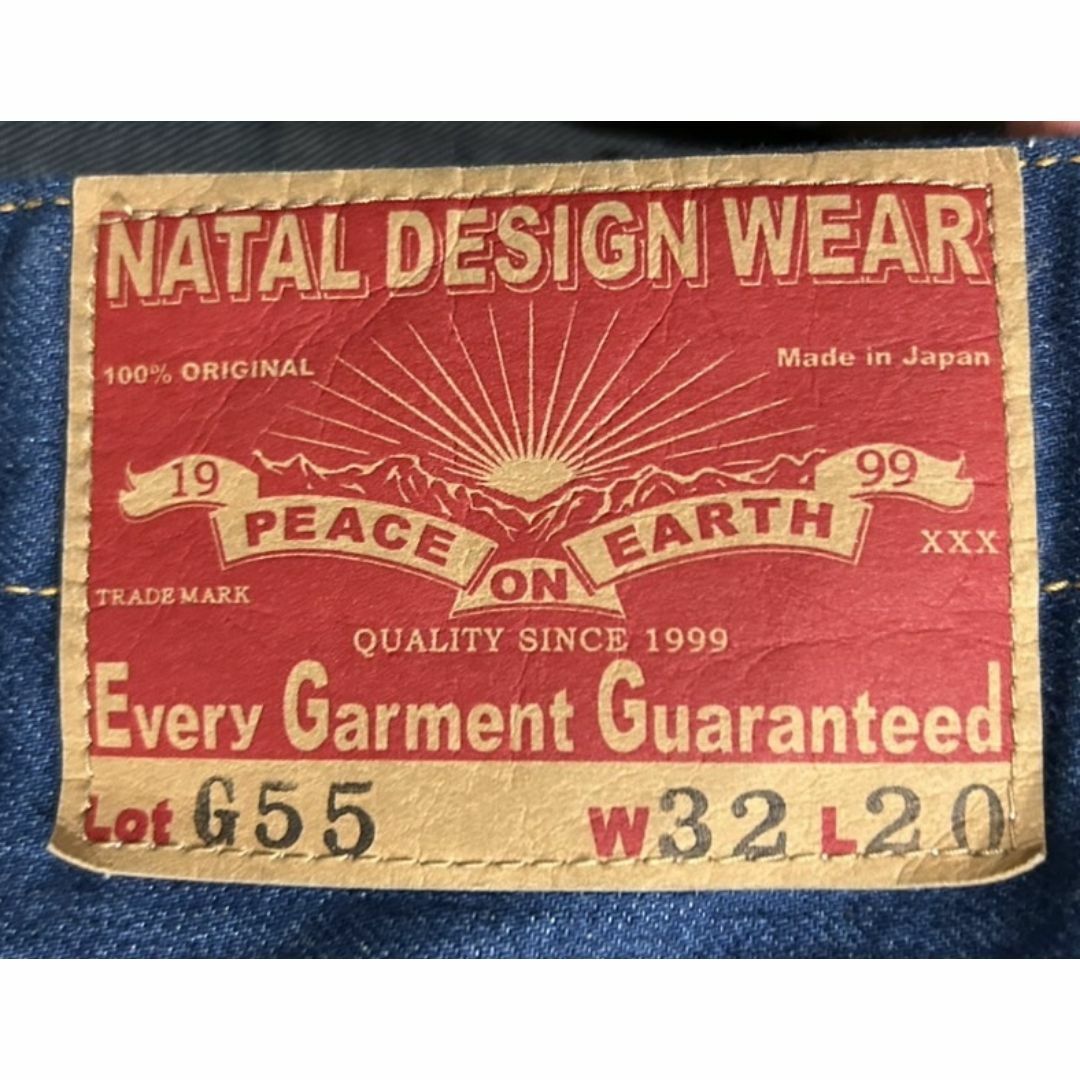 NATAL DESIGN WEAR
100% ORIGINAL
Made in Japan
19 99
PEACE ON EARTH
XXX
TRADE MARK
QUALITY SINCE 1999
Every Garment Guaranteed
Lot G55 W32 L20